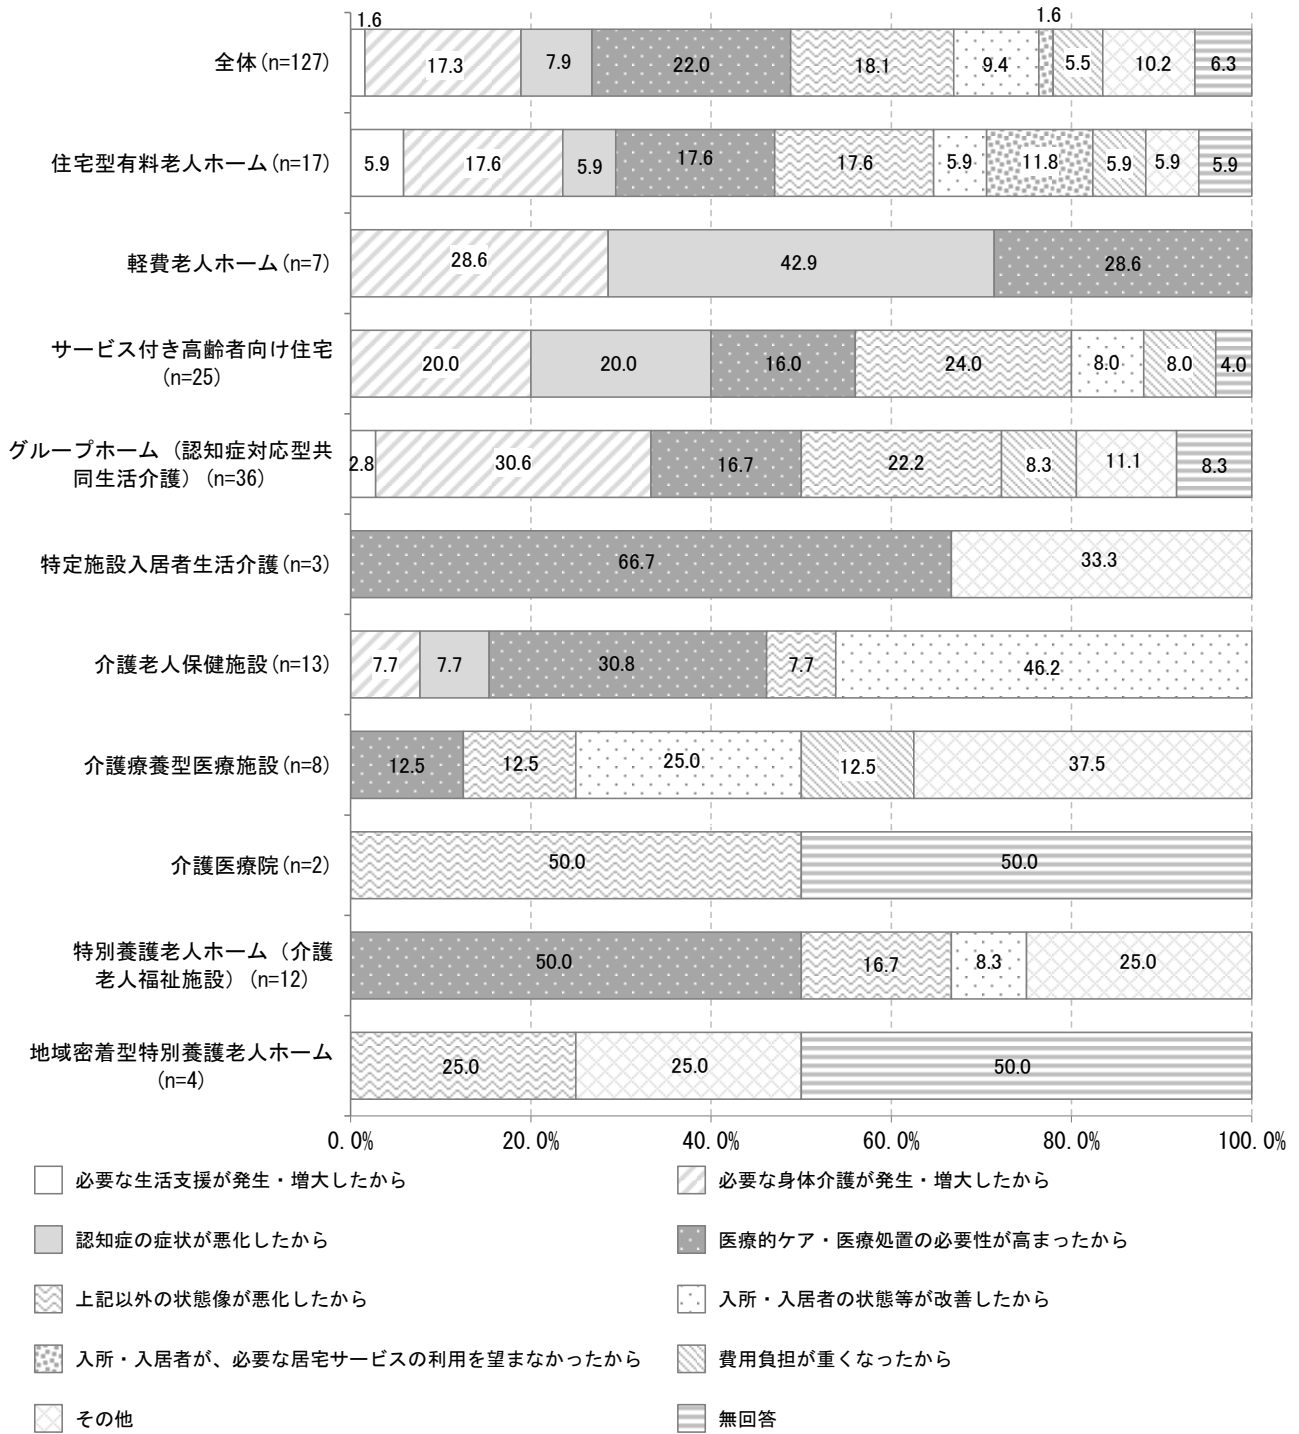 1.6
1.6
全体(n=127)
17.3
7.9
22.0
18.1
9.4
5.5
10.2
6.3
住宅型有料老人ホーム(n=17)
5.9
17.6
5.9
17.6
17.6
5.9
11.8
5.9
5.9
5.9
軽費老人ホーム(n=7)
28.6
42.9
28.6
サービス付き高齢者向け住宅
(n=25)
20.0
20.0
16.0
24.0
8.0
8.0
4.0
グループホーム（認知症対応型共
同生活介護）(n=36)
2.8
30.6
16.7
22.2
8.3
11.1
8.3
特定施設入居者生活介護(n=3)
66.7
33.3
介護老人保健施設(n=13)
7.7
7.7
30.8
7.7
46.2
介護療養型医療施設(n=8)
12.5
12.5
25.0
12.5
37.5
介護医療院(n=2)
50.0
50.0
特別養護老人ホーム（介護
老人福祉施設）(n=12)
50.0
16.7
8.3
25.0
地域密着型特別養護老人ホーム
(n=4)
25.0
25.0
50.0
0.0%
20.0%
40.0%
60.0%
80.0%
100.0%
必要な生活支援が発生・増大したから
必要な身体介護が発生・増大したから
認知症の症状が悪化したから
医療的ケア・医療処置の必要性が高まったから
上記以外の状態像が悪化したから
入所・入居者の状態等が改善したから
入所・入居者が、必要な居宅サービスの利用を望まなかったから
費用負担が重くなったから
その他
無回答